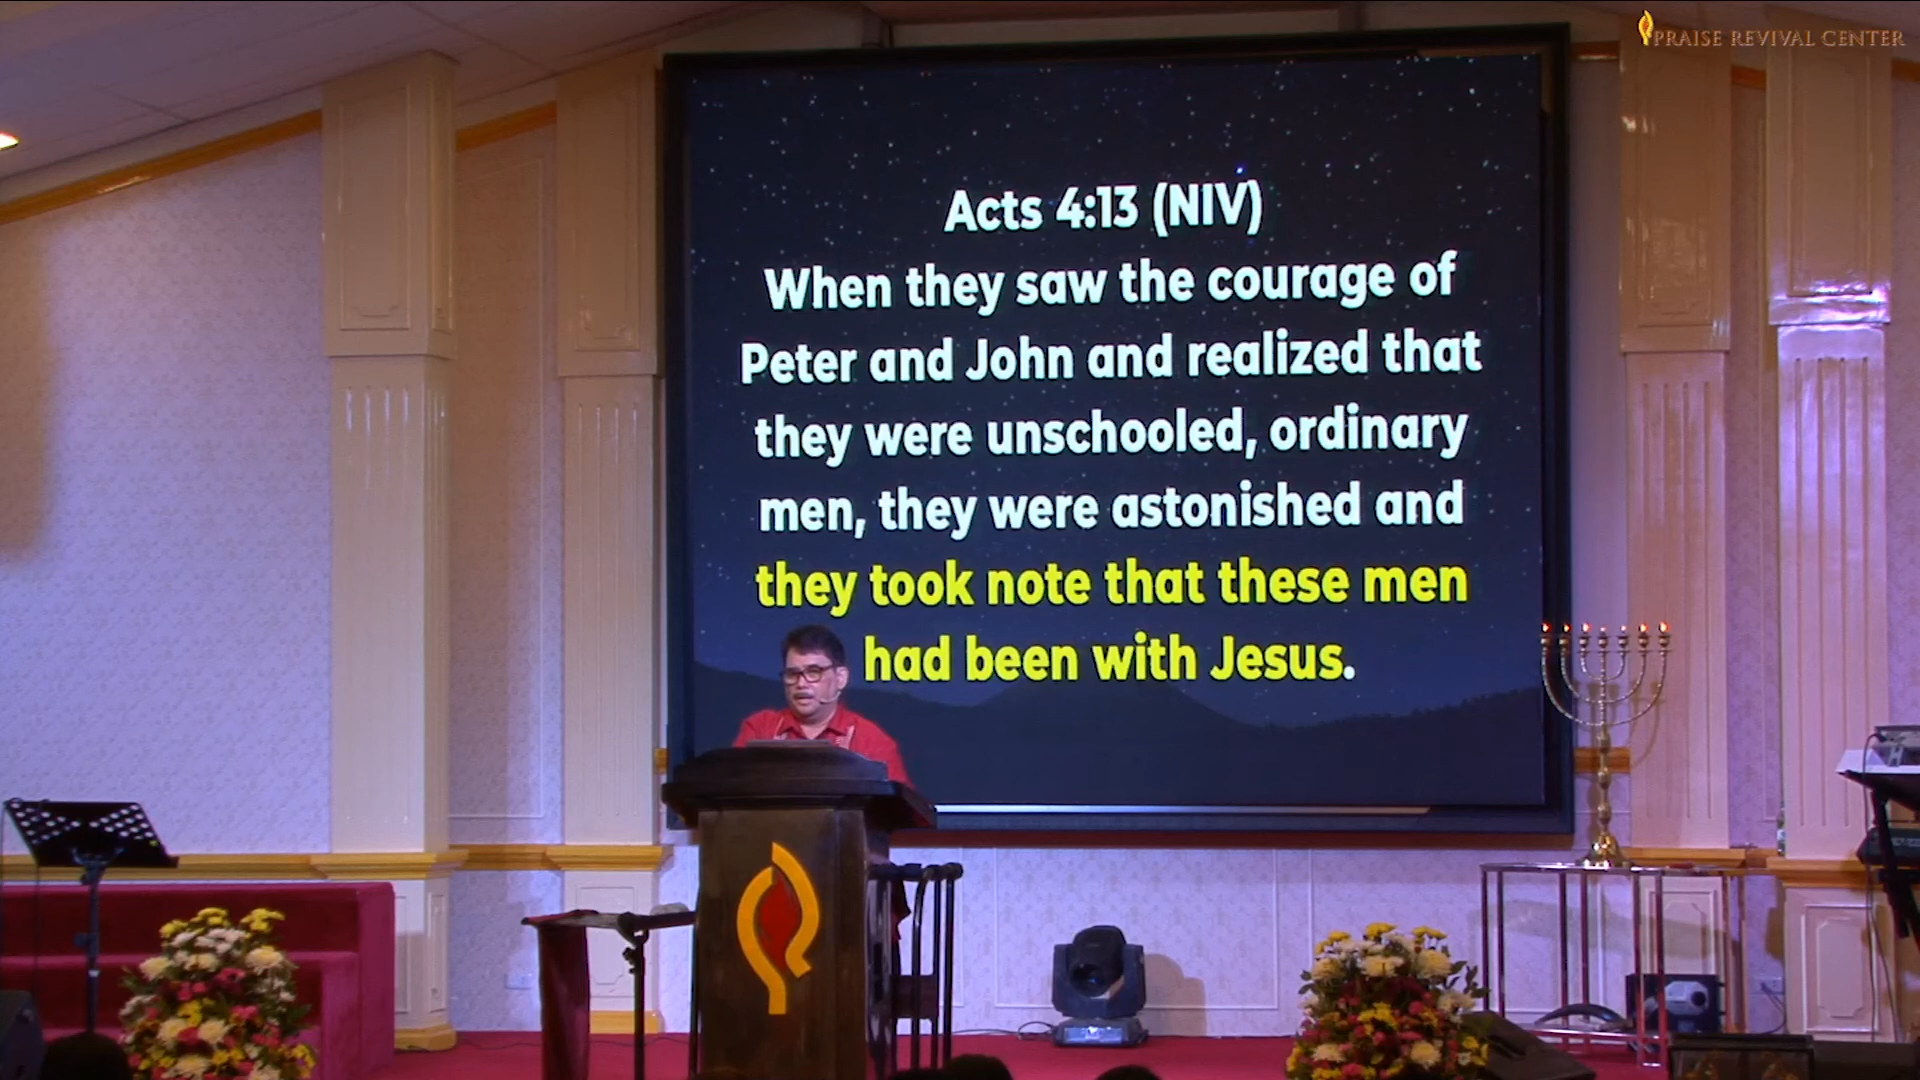 PRAISE REVIVAL CENTER
Acts 4:13 (NIV)
When they saw the courage of
Peter and John and realized that
they were unschooled, ordinary
men, they were astonished and
they took note that these men
had been with Jesus.